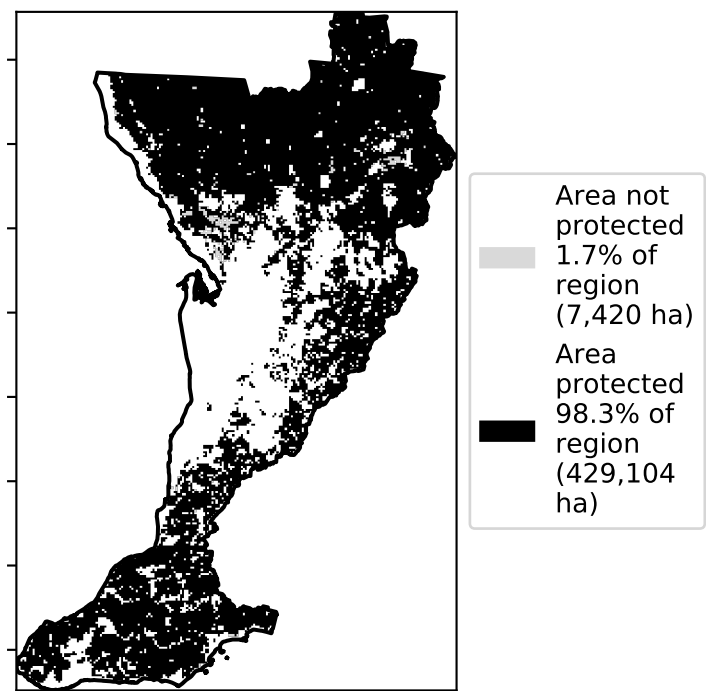 Area not
protected
1.7% of
region
(7,420 ha)
Area
protected
98.3% of
region
(429,104
ha)